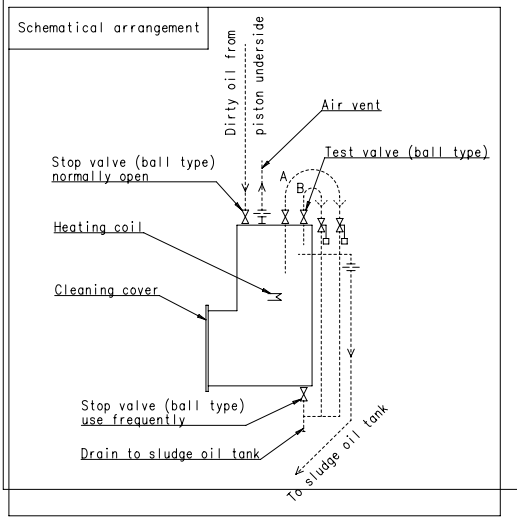 Schematical arrangement
Dirty oil from
piston underside
Air vent
Stop valve (ball type)
normally open
Test valve (ball type)
A
B
Heating coil
Cleaning cover
Stop valve (ball type)
use frequently
Drain to sludge oil tank
To sludge oil tank